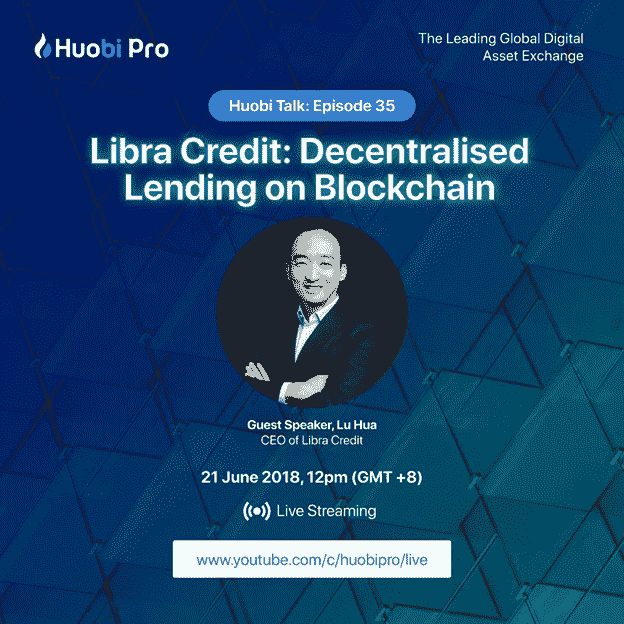 Huobi Pro
The Leading Global Digital
Asset Exchange
Huobi Talk: Episode 35
Libra Credit: Decentralised
Lending on Blockchain
Guest Speaker, Lu Hua
CEO of Libra Credit
21 June 2018, 12pm (GMT +8)
Live Streaming
www.youtube.com/c/huobipro/live